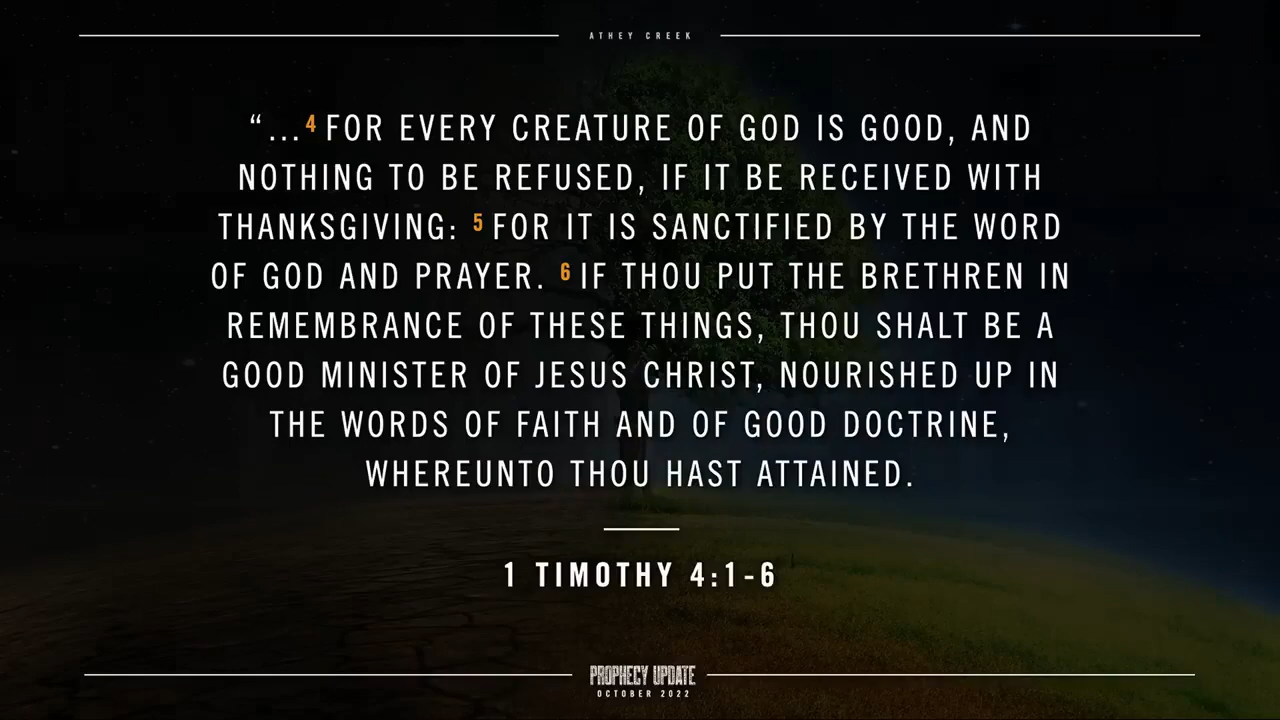 ATHEY CREEK
“...4 FOR EVERY CREATURE OF GOD IS GOOD, AND
NOTHING TO BE REFUSED, IF IT BE RECEIVED WITH
THANKSGIVING: 5 FOR IT IS SANCTIFIED BY THE WORD
OF GOD AND PRAYER. 6 IF THOU PUT THE BRETHREN IN
REMEMBRANCE OF THESE THINGS, THOU SHALT BE A
GOOD MINISTER OF JESUS CHRIST, NOURISHED UP IN
THE WORDS OF FAITH AND OF GOOD DOCTRINE,
WHEREUNTO THOU HAST ATTAINED.
1 TIMOTHY 4:1-6
PROPHECY UPDATE
OCTOBER 2022